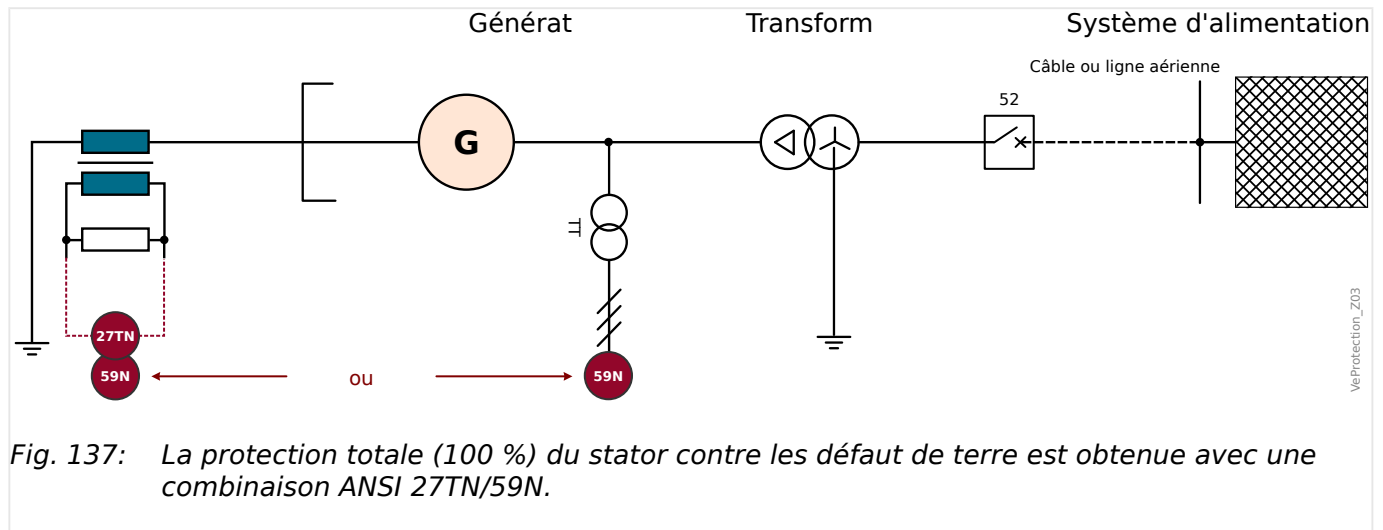 Générat
Transform
Système d'alimentation
Câble ou ligne aérienne
52
G
TT
27TN
59N
ou
59N
VeProtection_Z03
Fig. 137: La protection totale (100 %) du stator contre les défaut de terre est obtenue avec une
combinaison ANSI 27TN/59N.